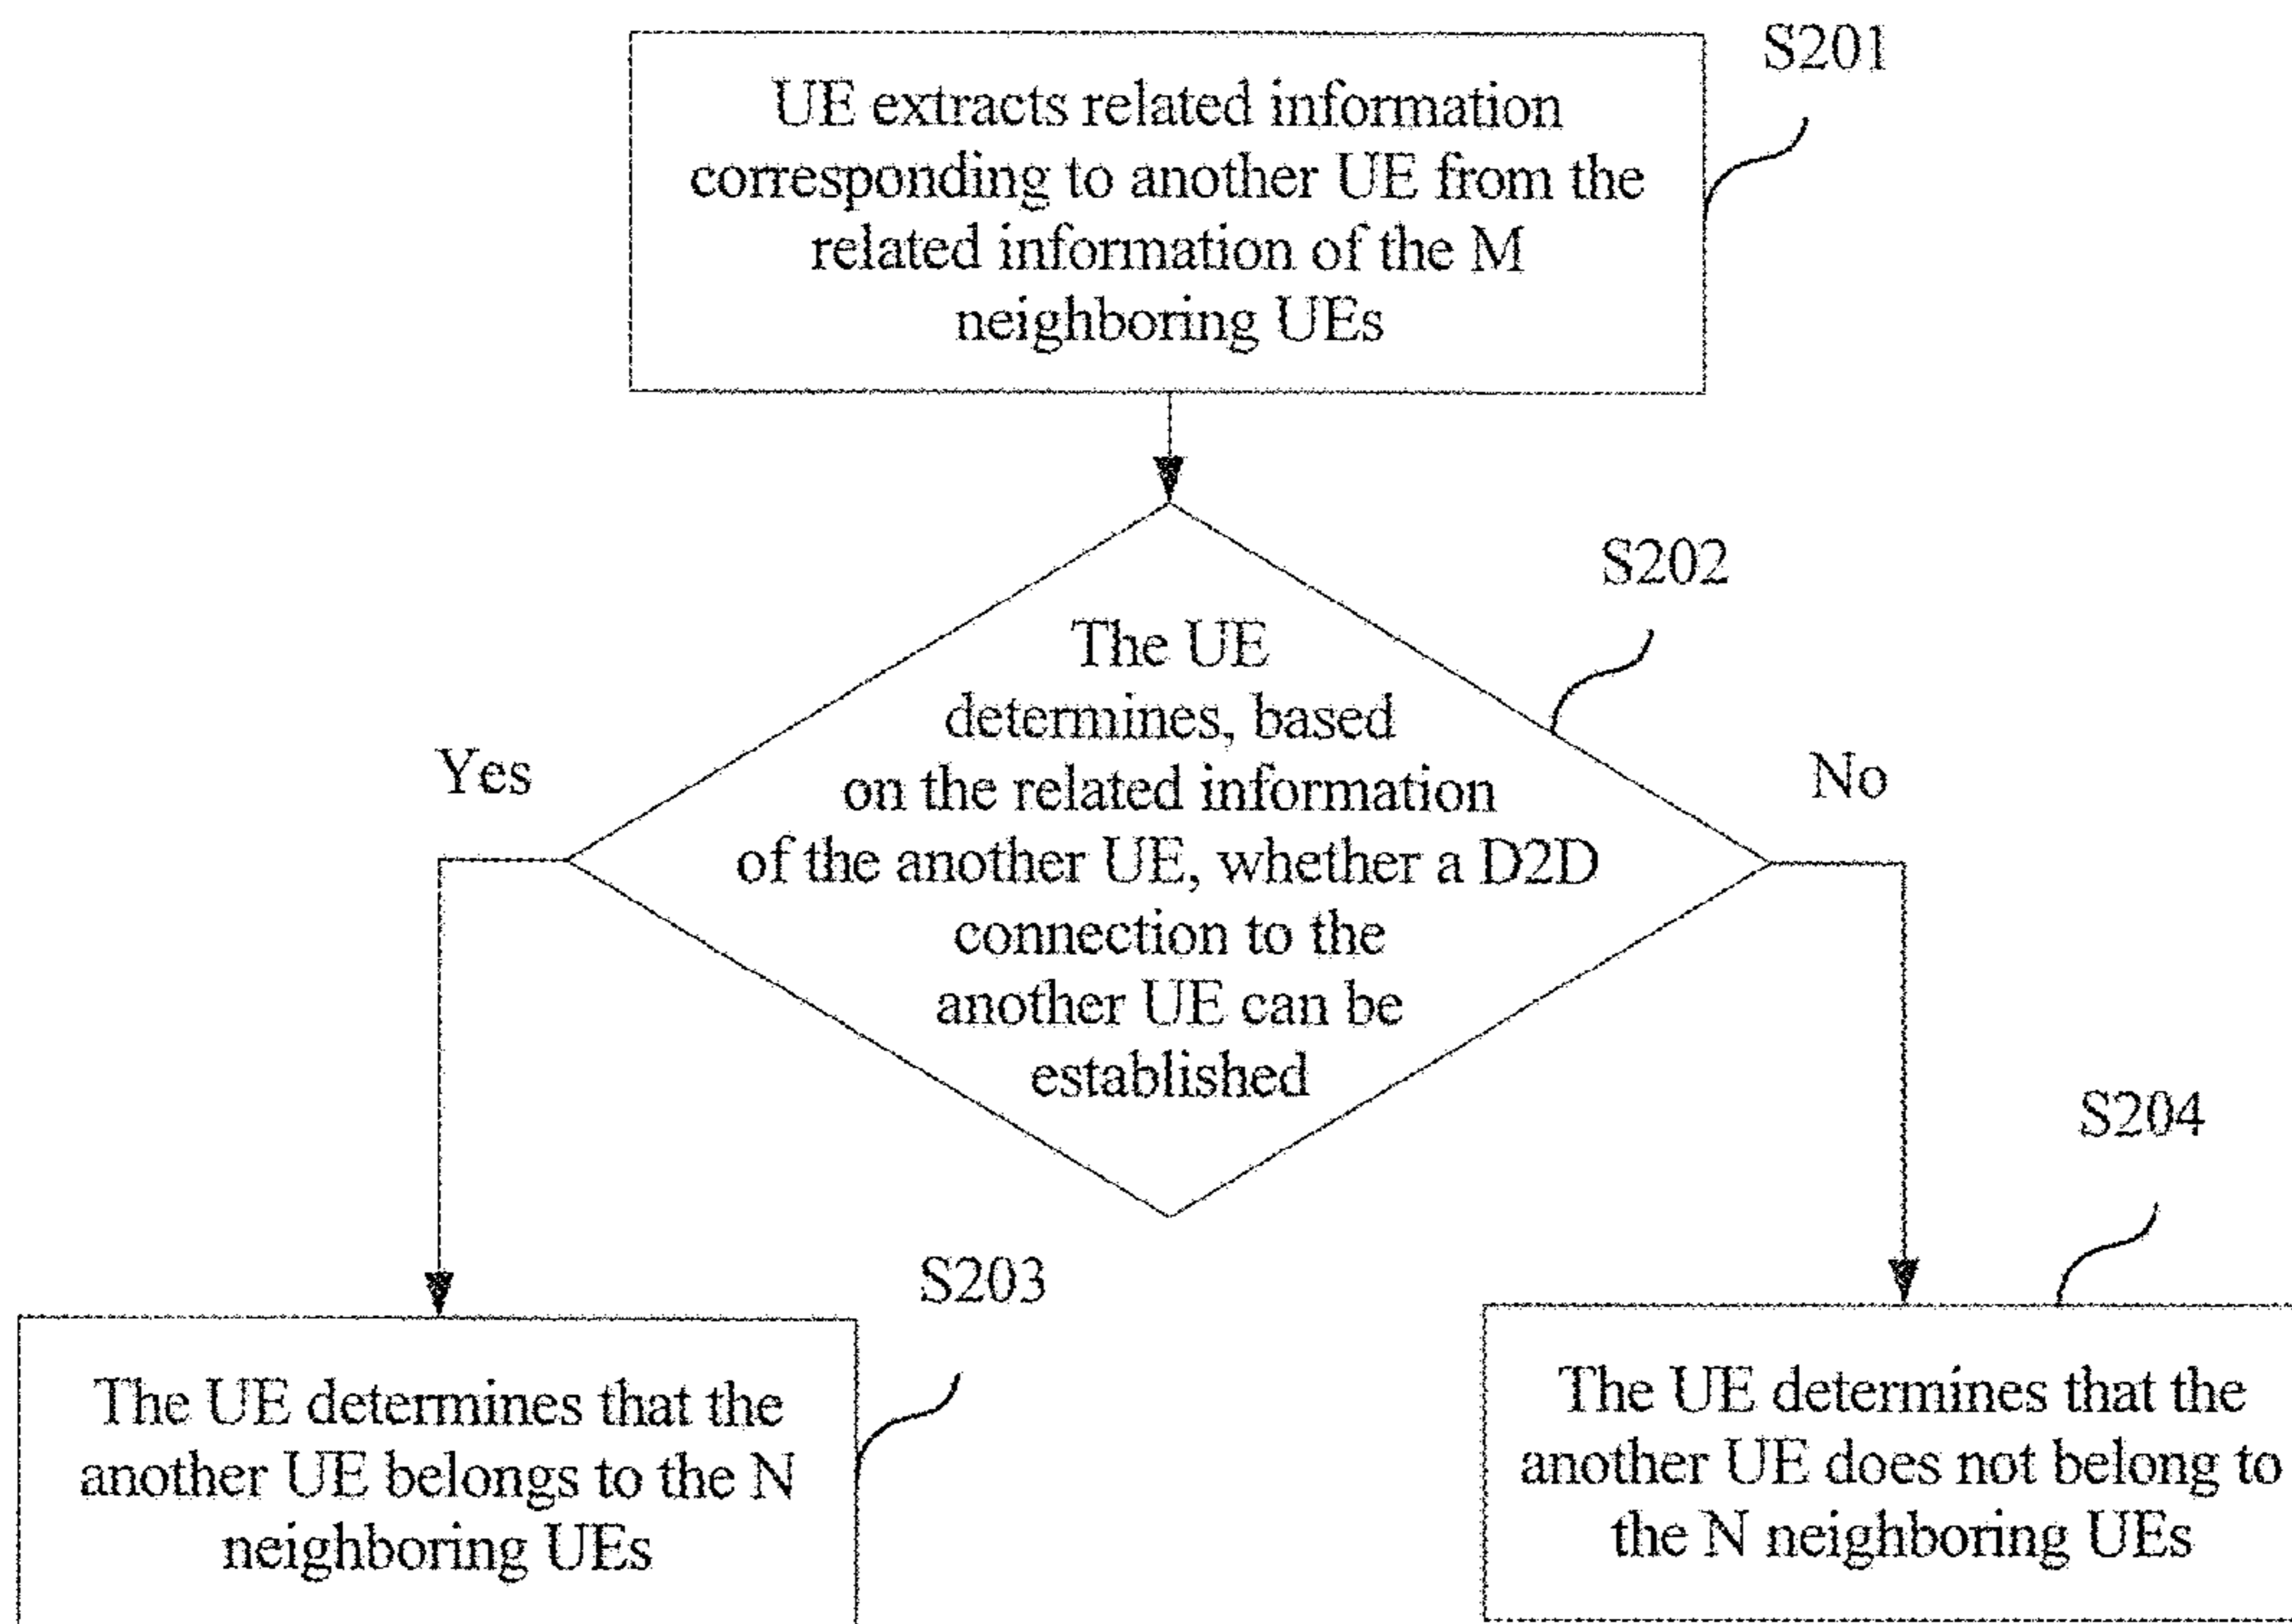 S201
UE extracts related information
corresponding to another UE from the
related information of the M
neighboring UEs
S202
The UE
determines, based
on the related information
of the another UE, whether a D2D
connection to the
another UE can be
established
Yes
No
S203
The UE determines that the
another UE belongs to the N
neighboring UEs
S204
The UE determines that the
another UE does not belong to
the N neighboring UEs